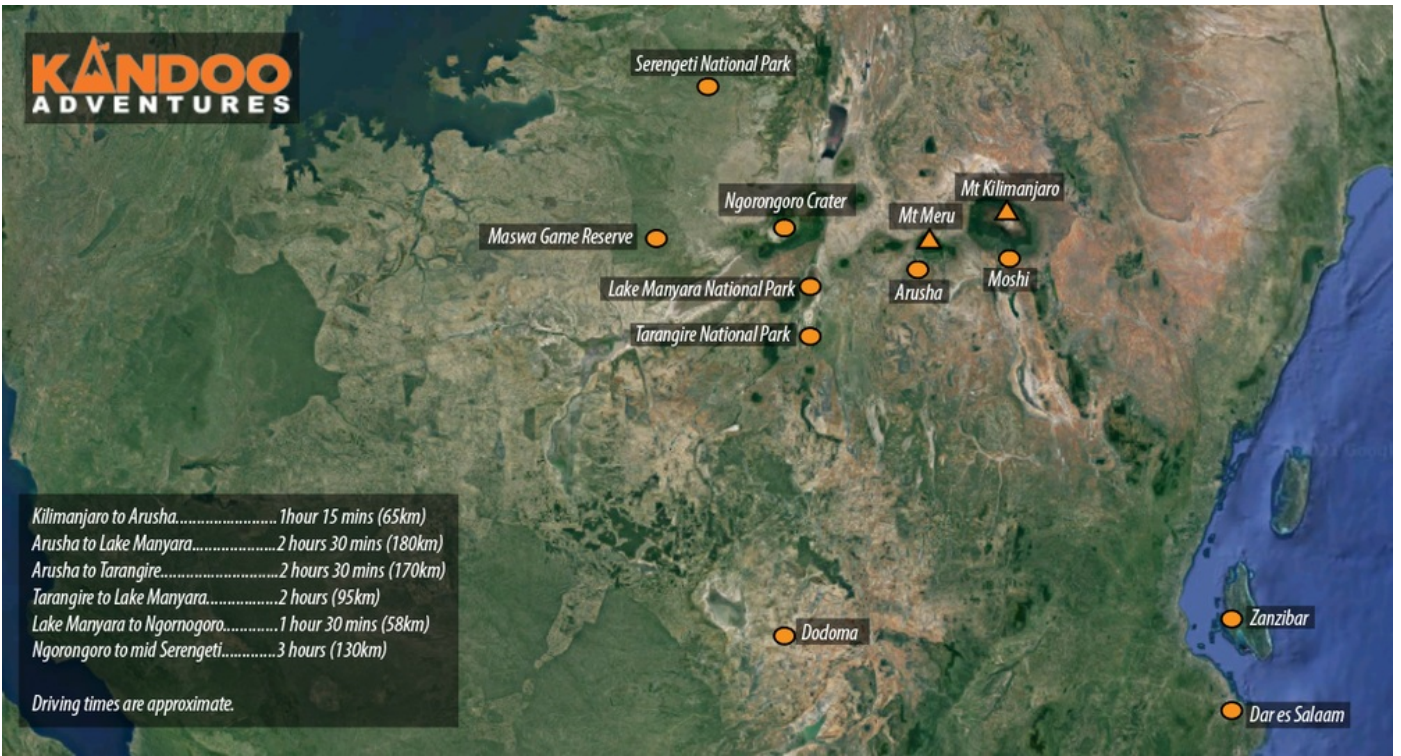 KANDOO
ADVENTURES
Serengeti National Park
Ngorongoro Crater
Mt Kilimanjaro
Mt Meru
Maswa Game Reserve
Lake Manyara National Park
Arusha
Moshi
Tarangire National Park
Kilimanjaro to Arusha........................1hour 15 mins (65km)
Arusha to Lake Manyara....................2 hours 30 mins (180km)
Arusha to Tarangire............................2 hours 30 mins (170km)
Tarangire to Lake Manyara.................2 hours (95km)
Lake Manyara to Ngornogoro.............1 hour 30 mins (58km)
Ngorongoro to mid Serengeti.............3 hours (130km)
Driving times are approximate.
Dodoma
Zanzibar
Dar es Salaam